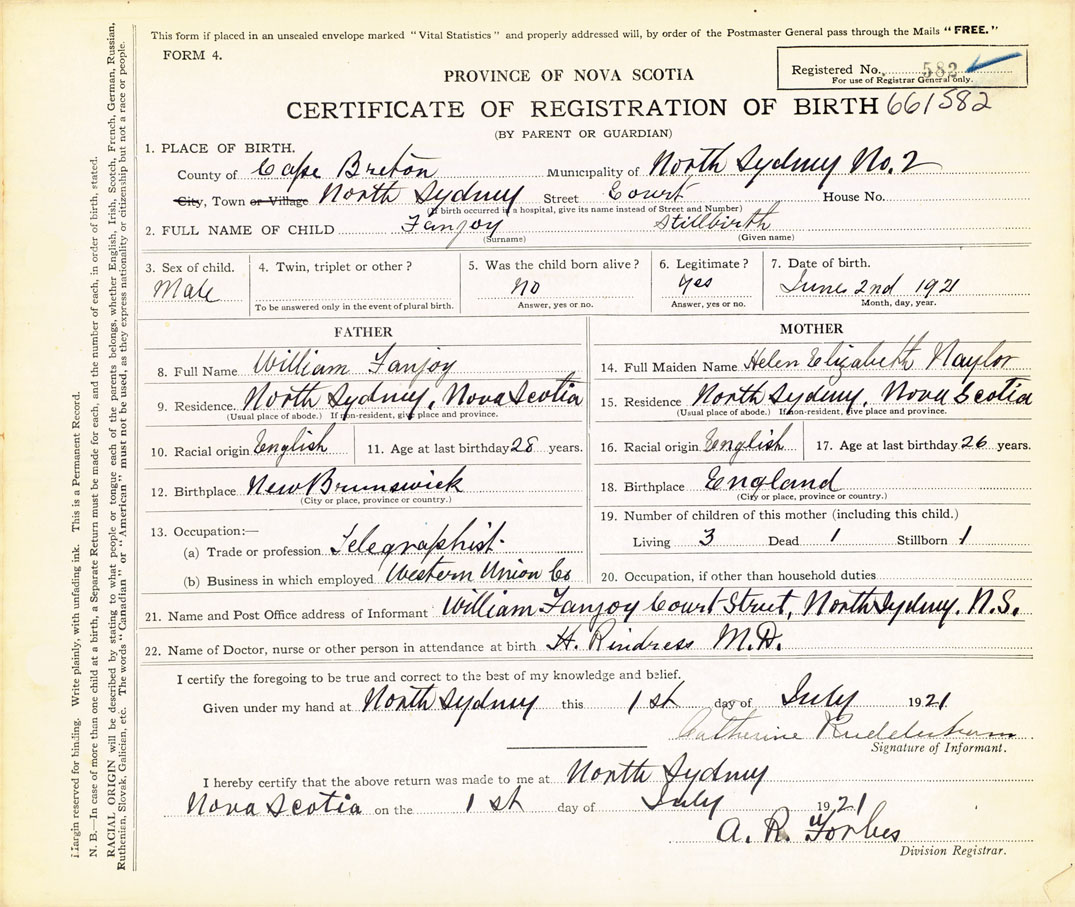 This form if placed in an unsealed envelope marked "Vital Statistics" and properly addressed will, by order of the Postmaster General pass through the Mails "FREE."
FORM 4.
Registered No. 582
For use of Registrar General only.
PROVINCE OF NOVA SCOTIA
CERTIFICATE OF REGISTRATION OF BIRTH 661582
(BY PARENT OR GUARDIAN)
1. PLACE OF BIRTH.
County of Cape Breton Municipality of North Sydney No. 2
City, Town or Village North Sydney Street Court House No.
(If birth occurred in a hospital, give its name instead of Street and Number)
2. FULL NAME OF CHILD Fanjoy Stillbirth
(Surname) (Given name)
3. Sex of child. 4. Twin, triplet or other? 5. Was the child born alive? 6. Legitimate? 7. Date of birth.
Male no yes June 2nd 1921
To be answered only in the event of plural birth. Answer, yes or no. Answer, yes or no. Month, day, year.
FATHER MOTHER
8. Full Name William Fanjoy 14. Full Maiden Name Helen Elizabeth Naylor
9. Residence. North Sydney, Nova Scotia 15. Residence North Sydney, Nova Scotia
(Usual place of abode.) If non-resident, give place and province. (Usual place of abode.) If non-resident, give place and province.
10. Racial origin English 11. Age at last birthday 28 years. 16. Racial origin English 17. Age at last birthday 26 years.
12. Birthplace New Brunswick 18. Birthplace England
(City or place, province or country.) (City or place, province or country.)
13. Occupation:— 19. Number of children of this mother (including this child.)
(a) Trade or profession Telegraphist. Living 3 Dead 1 Stillborn 1
(b) Business in which employed Western Union Co 20. Occupation, if other than household duties
21. Name and Post Office address of Informant William Fanjoy Court Street, North Sydney. N.S.
22. Name of Doctor, nurse or other person in attendance at birth H. Rindress M.D.
I certify the foregoing to be true and correct to the best of my knowledge and belief.
Given under my hand at North Sydney this 1st day of July 1921
Catherine
Signature of Informant.
I hereby certify that the above return was made to me at North Sydney
Nova Scotia on the 1st day of July 1921
A. R. Forbes
Division Registrar.
Margin reserved for binding. Write plainly, with unfading ink. This is a Permanent Record.
N. B.—In case of more than one child at a birth, a Separate Return must be made for each, and the number of each, in order of birth, stated.
RACIAL ORIGIN will be described by stating to what people or tongue each of the parents belongs, whether English, Irish, Scotch, French, German, Russian,
Ruthenian, Slovak, Galician, etc. The words "Canadian" or "American" must not be used, as they express nationality or citizenship but not a race or people.